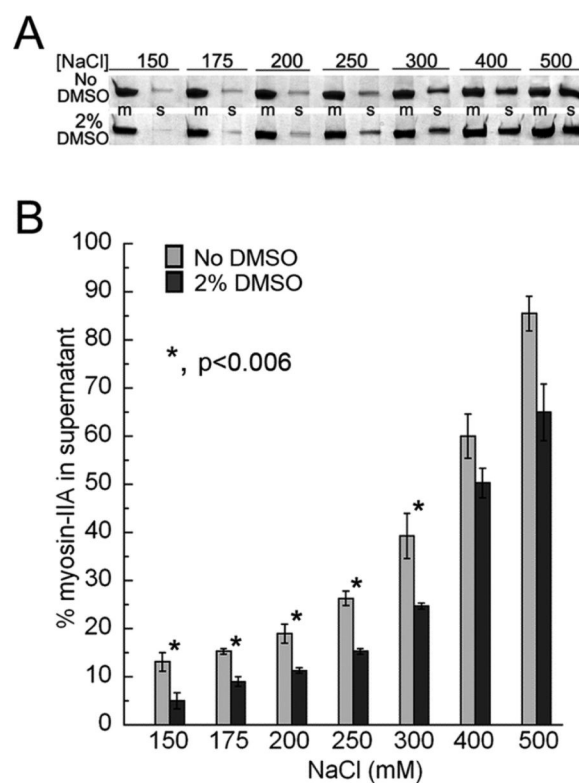 A
[NaCl] 150 175 200 250 300 400 500
No
DMSO
m s m s m s m s m s m s m s
2%
DMSO
B
100
90
80
70
60
50
40
30
20
10
0
% myosin-IIA in supernatant
No DMSO
2% DMSO
*, p<0.006
* * * * *
150 175 200 250 300 400 500
NaCl (mM)